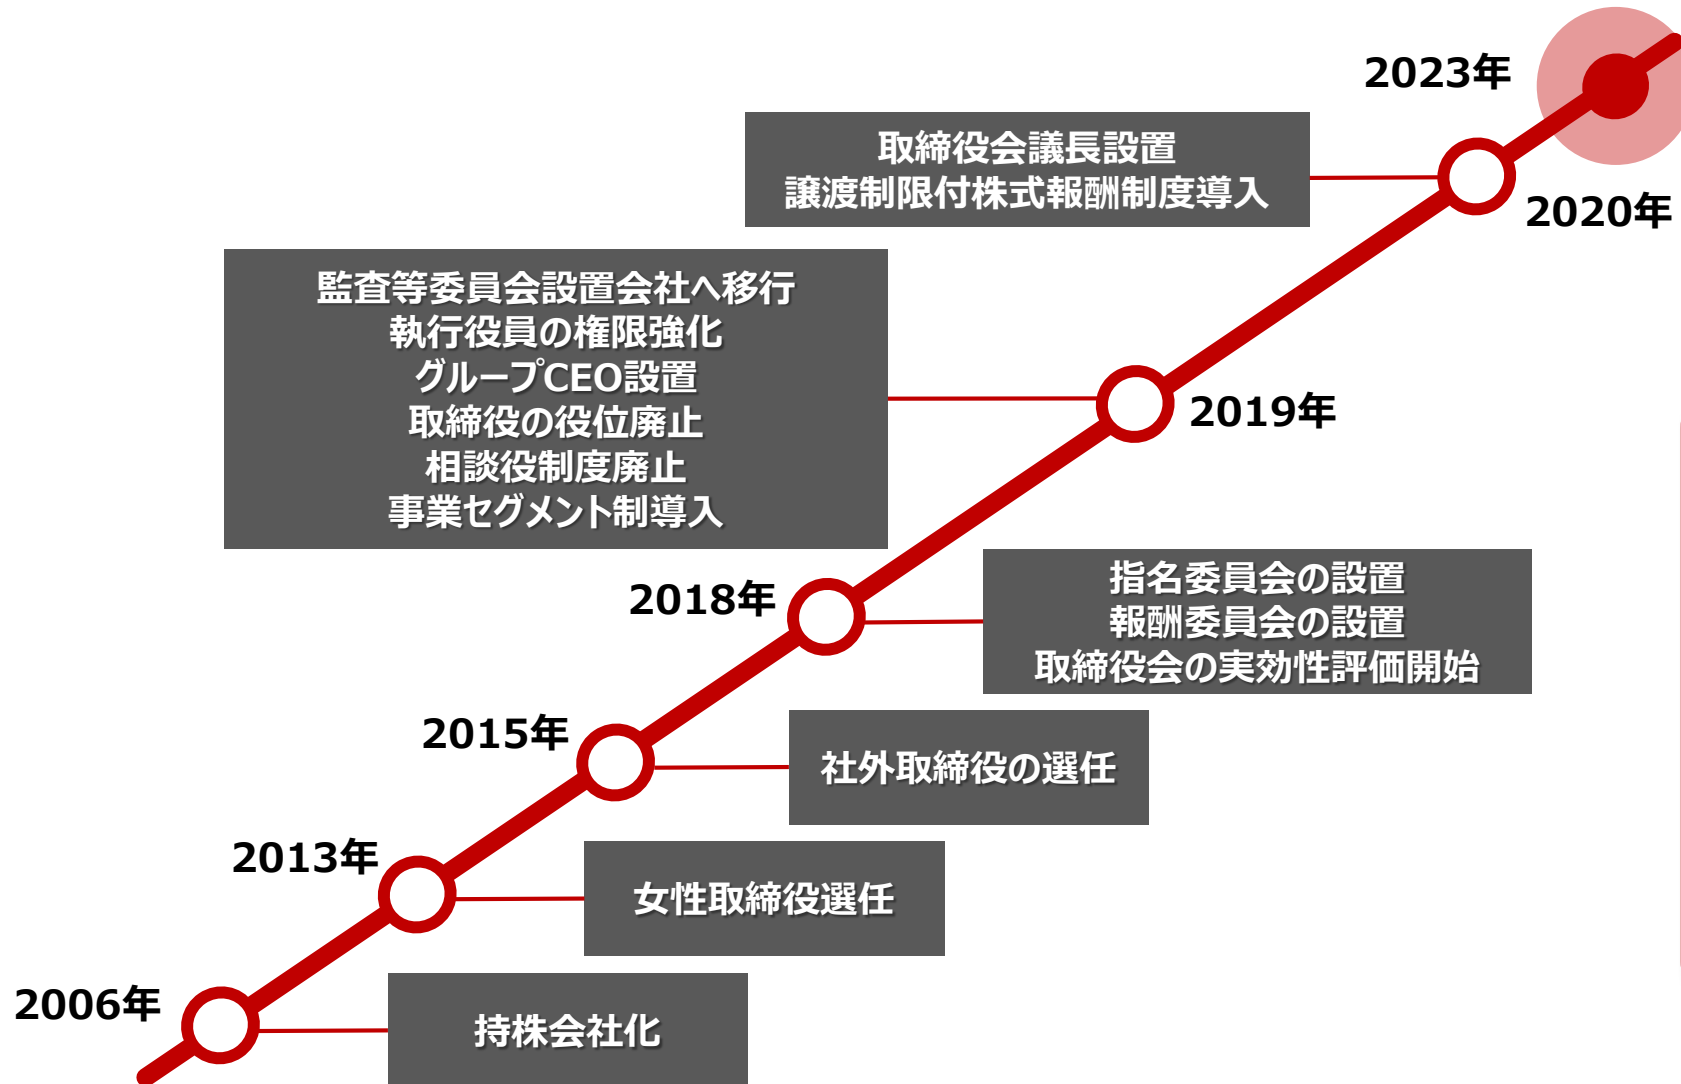 2023年
取締役会議長設置
譲渡制限付株式報酬制度導入
2020年
監査等委員会設置会社へ移行
執行役員の権限強化
グループCEO設置
取締役の役位廃止
相談役制度廃止
事業セグメント制導入
2019年
2018年
指名委員会の設置
報酬委員会の設置
取締役会の実効性評価開始
2015年
社外取締役の選任
2013年
女性取締役選任
2006年
持株会社化